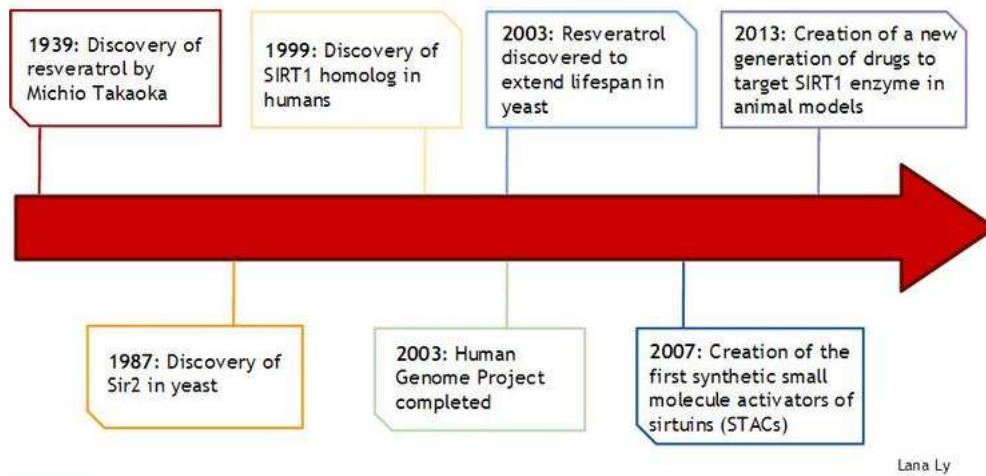 1939: Discovery of
resveratrol by
Michio Takaoka
1999: Discovery of
SIRT1 homolog in
humans
2003: Resveratrol
discovered to
extend lifespan in
yeast
2013: Creation of a new
generation of drugs to
target SIRT1 enzyme in
animal models
1987: Discovery of
Sir2 in yeast
2003: Human
Genome Project
completed
2007: Creation of the
first synthetic small
molecule activators of
sirtuins (STACs)
Lana Ly